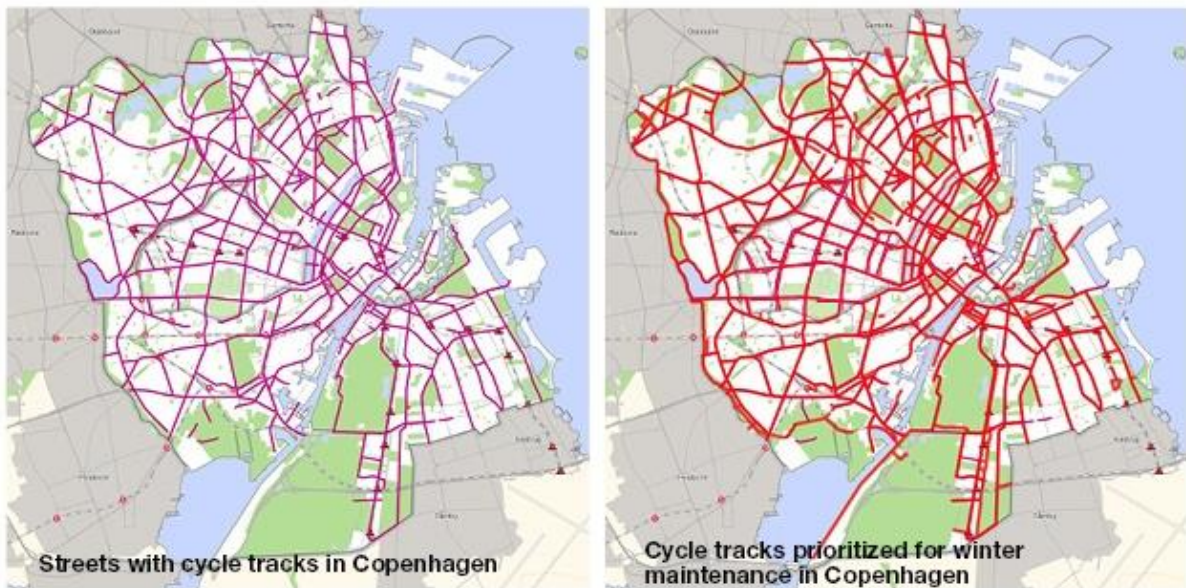 Streets with cycle tracks in Copenhagen
Cycle tracks prioritized for winter
maintenance in Copenhagen